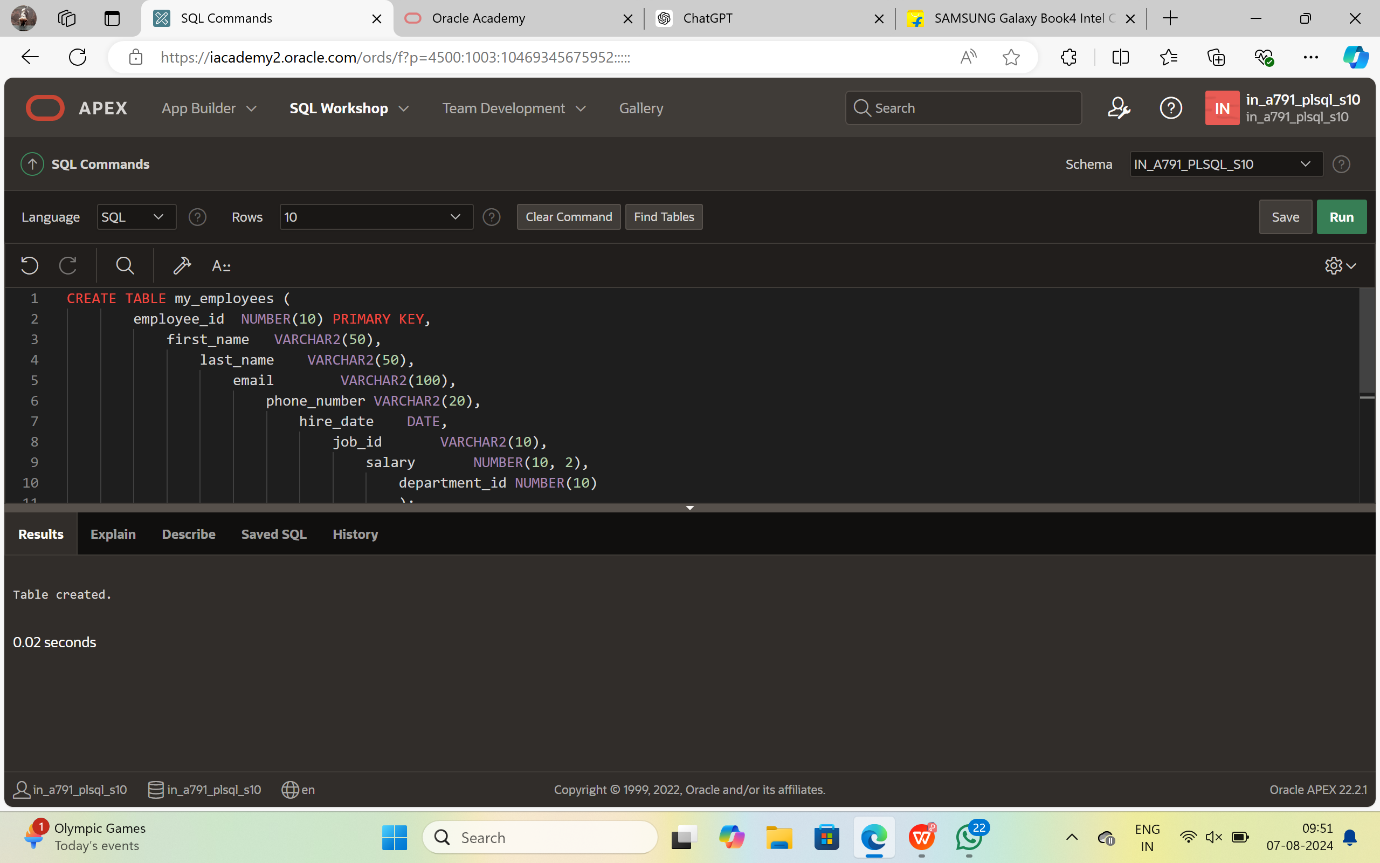 SQL Commands
Oracle Academy
ChatGPT
SAMSUNG Galaxy Book4 Intel C
https://iacademy2.oracle.com/ords/f?p=4500:1003:10469345675952:::::
APEX App Builder SQL Workshop Team Development Gallery Search IN in_a791_plsql_s10
in_a791_plsql_s10
SQL Commands Schema IN_A791_PLSQL_S10
Language SQL Rows 10 Clear Command Find Tables Save Run
1 CREATE TABLE my_employees (
2 employee_id NUMBER(10) PRIMARY KEY,
3 first_name VARCHAR2(50),
4 last_name VARCHAR2(50),
5 email VARCHAR2(100),
6 phone_number VARCHAR2(20),
7 hire_date DATE,
8 job_id VARCHAR2(10),
9 salary NUMBER(10, 2),
10 department_id NUMBER(10)
11 );
Results Explain Describe Saved SQL History
Table created.
0.02 seconds
in_a791_plsql_s10 in_a791_plsql_s10 en Copyright © 1999, 2022, Oracle and/or its affiliates. Oracle APEX 22.2.1
1 Olympic Games
Today's events
Search
22
ENG
IN
09:51
07-08-2024